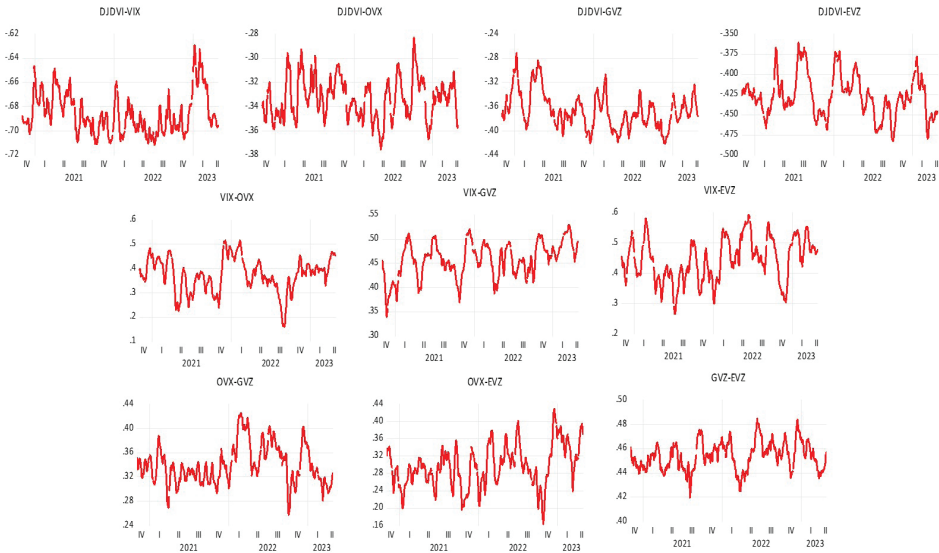 DJDVI-VIX DJDVI-OVX DJDVI-GVZ DJDVI-EVZ
-.62 -.28 -.24 -.350
-.64 -.30 -.28 -.375
-.66 -.32 -.32 -.400
-.68 -.34 -.36 -.425
-.70 -.36 -.40 -.450
-.475
-.72 -.38 -.44 -.500
IV I II III IV I II III IV I II IV I II III IV I II III IV I II IV I II III IV I II III IV I II IV I II III IV I II III IV I II
2021 2022 2023 2021 2022 2023 2021 2022 2023 2021 2022 2023
VIX-OVX VIX-GVZ VIX-EVZ
.6 .55 .6
.5 .50 .5
.4 .45 .4
.3 .40 .3
.2 .35
.1 .30 .2
IV I II III IV I II III IV I II IV I II III IV I II III IV I II IV I II III IV I II III IV I II
2021 2022 2023 2021 2022 2023 2021 2022 2023
OVX-GVZ OVX-EVZ GVZ-EVZ
.44 .44 .50
.40 .40 .48
.36 .36 .46
.32 .32 .44
.28 .28 .42
.24 .24 .40
.20
.16
IV I II III IV I II III IV I II IV I II III IV I II III IV I II IV I II III IV I II III IV I II
2021 2022 2023 2021 2022 2023 2021 2022 2023